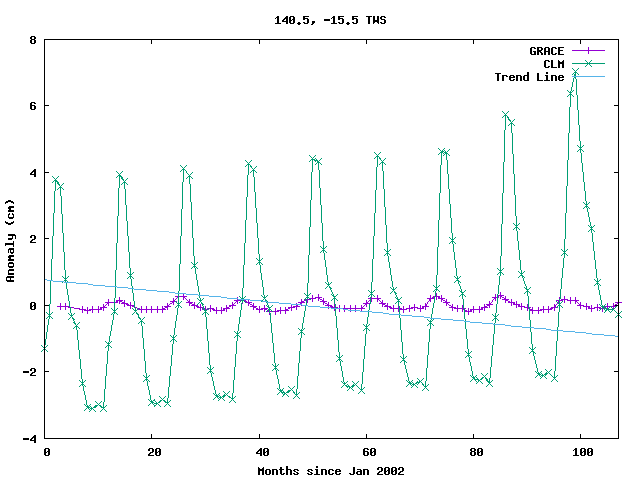 140.5, -15.5 TWS
GRACE
CLM
Trend Line
8
6
4
2
0
-2
-4
Anomaly (cm)
0 20 40 60 80 100
Months since Jan 2002